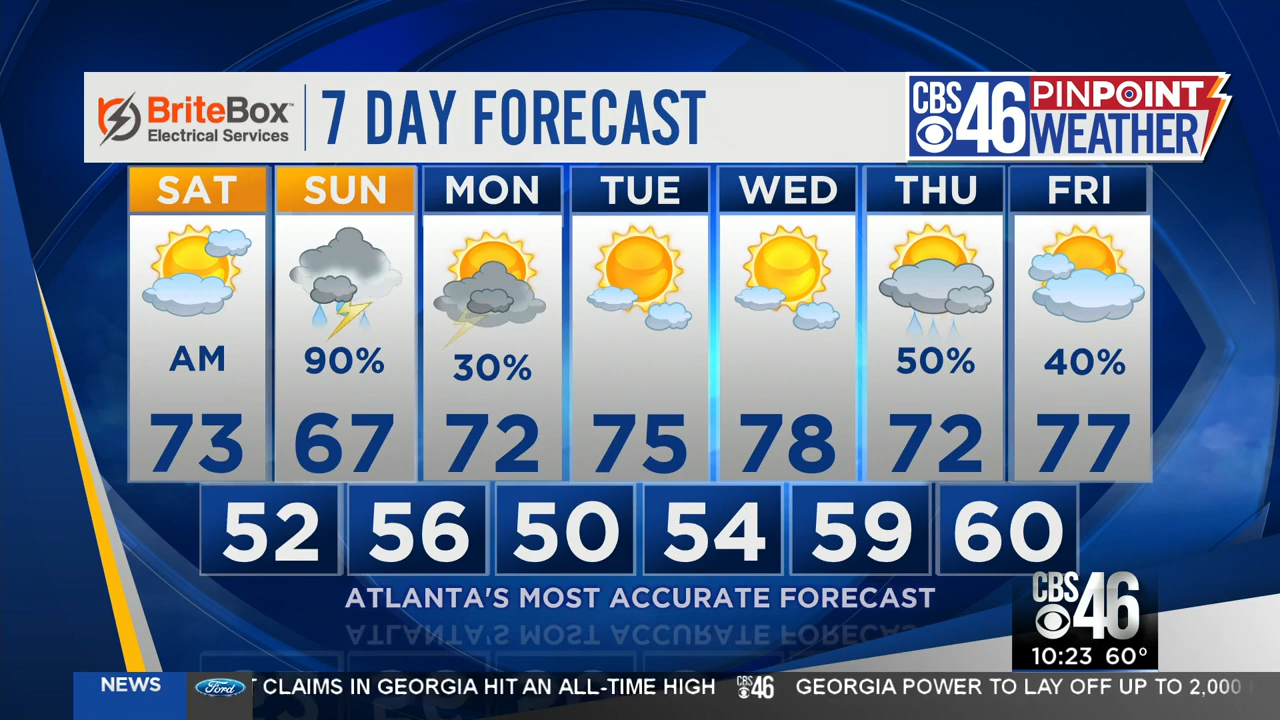 BriteBox™
Electrical Services
7 DAY FORECAST
CBS 46 PINPOINT WEATHER
SAT SUN MON TUE WED THU FRI
AM 90% 30% 50% 40%
73 67 72 75 78 72 77
52 56 50 54 59 60
ATLANTA'S MOST ACCURATE FORECAST
CBS 46
10:23 60°
NEWS Ford T CLAIMS IN GEORGIA HIT AN ALL-TIME HIGH CBS 46 GEORGIA POWER TO LAY OFF UP TO 2,000